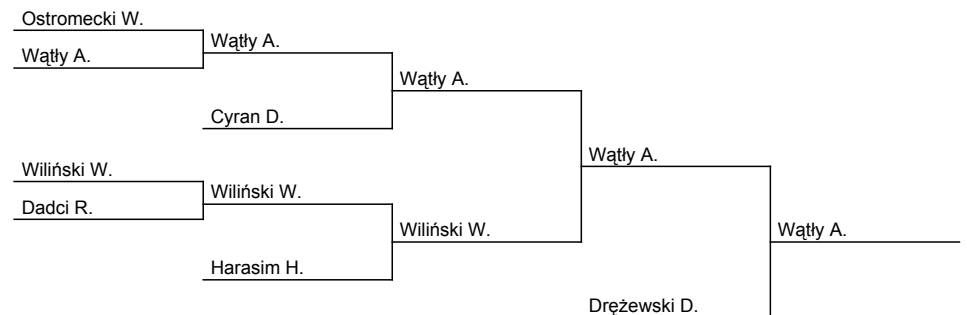 Ostromecki W.
Wątły A.
Wątły A.
Wątły A.
Cyran D.
Wątły A.
Wiliński W.
Wiliński W.
Dadci R.
Wiliński W.
Wątły A.
Harasim H.
Drężewski D.